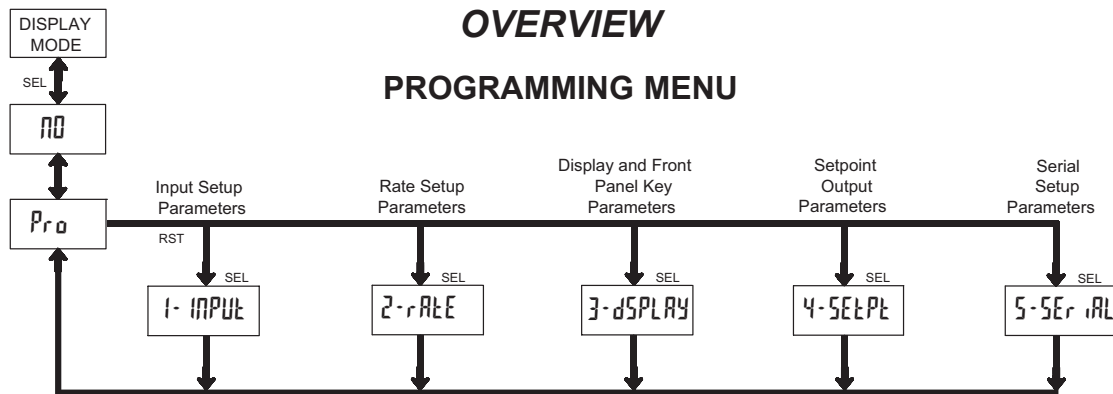 OVERVIEW
PROGRAMMING MENU
DISPLAY
MODE
SEL
NO
Pro
Input Setup
Parameters
Rate Setup
Parameters
Display and Front
Panel Key
Parameters
Setpoint
Output
Parameters
Serial
Setup
Parameters
RST
SEL
SEL
SEL
SEL
SEL
1-INPUt
2-rAtE
3-dSPLAY
4-SEtPt
5-SEriAL